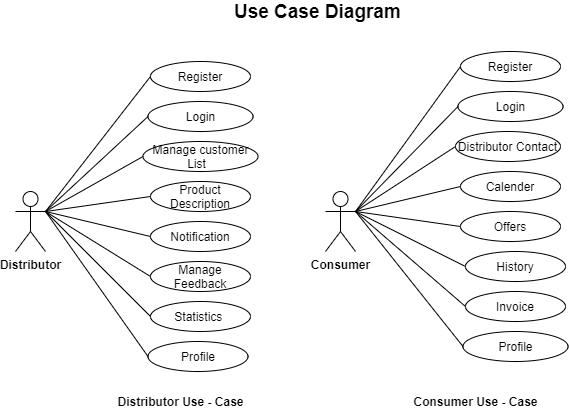 Use Case Diagram
Register
Login
Manage customer
List
Product
Description
Notification
Manage
Feedback
Statistics
Profile
Distributor
Distributor Use - Case
Register
Login
Distributor Contact
Calender
Offers
History
Invoice
Profile
Consumer
Consumer Use - Case